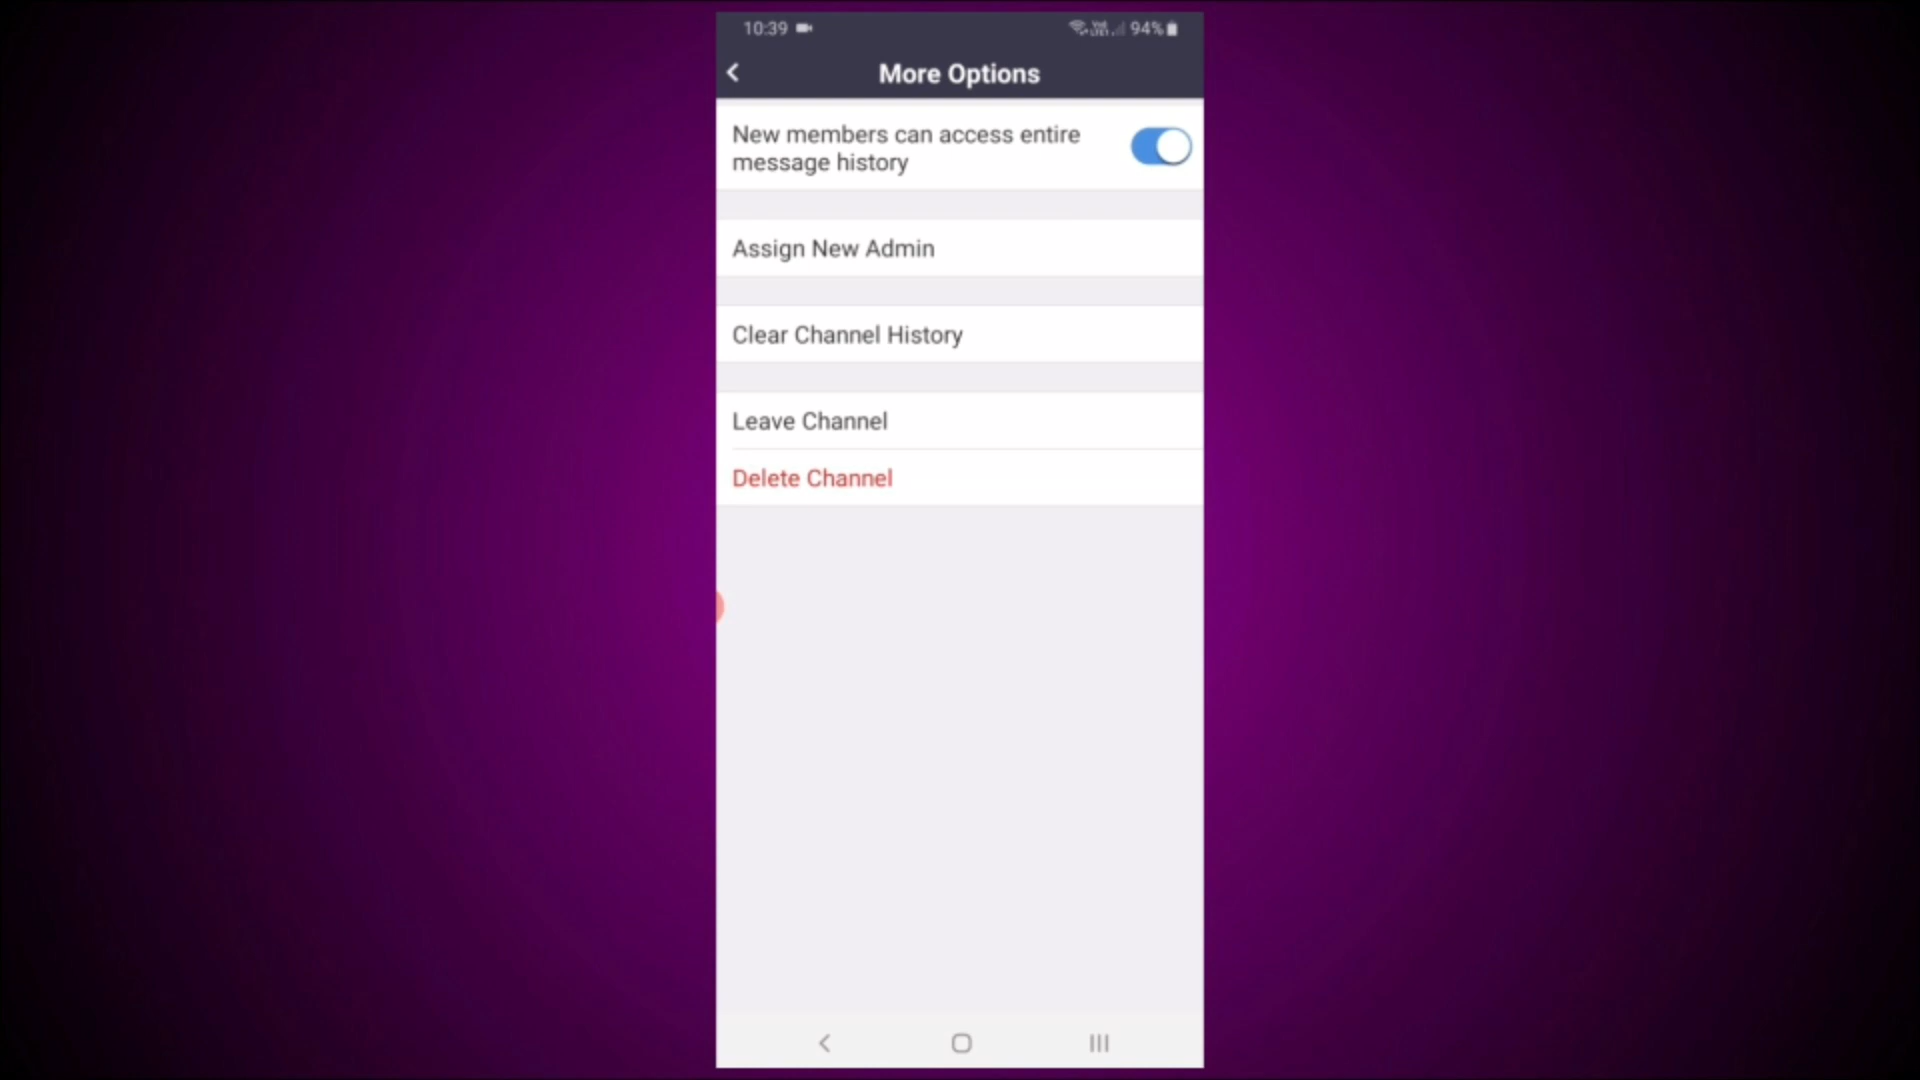 10:39 94%
More Options
New members can access entire
message history
Assign New Admin
Clear Channel History
Leave Channel
Delete Channel